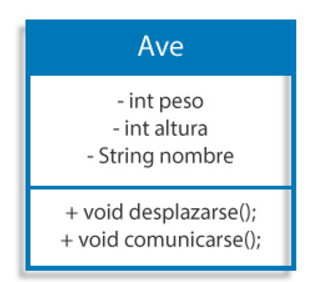 Ave
- int peso
- int altura
- String nombre
+ void desplazarse();
+ void comunicarse();